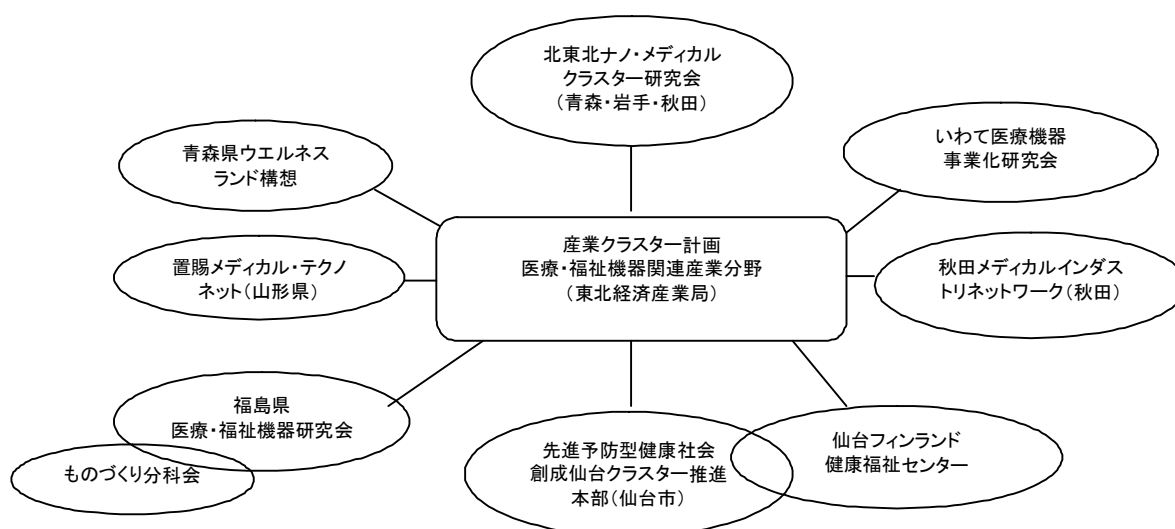 北東北ナノ・メディカル
クラスター研究会
(青森・岩手・秋田)
青森県ウエルネス
ランド構想
いわて医療機器
事業化研究会
産業クラスター計画
医療・福祉機器関連産業分野
(東北経済産業局)
置賜メディカル・テクノ
ネット(山形県)
秋田メディカルインダス
トリネットワーク(秋田)
福島県
医療・福祉機器研究会
ものづくり分科会
先進予防型健康社会
創成仙台クラスター推進
本部(仙台市)
仙台フィンランド
健康福祉センター